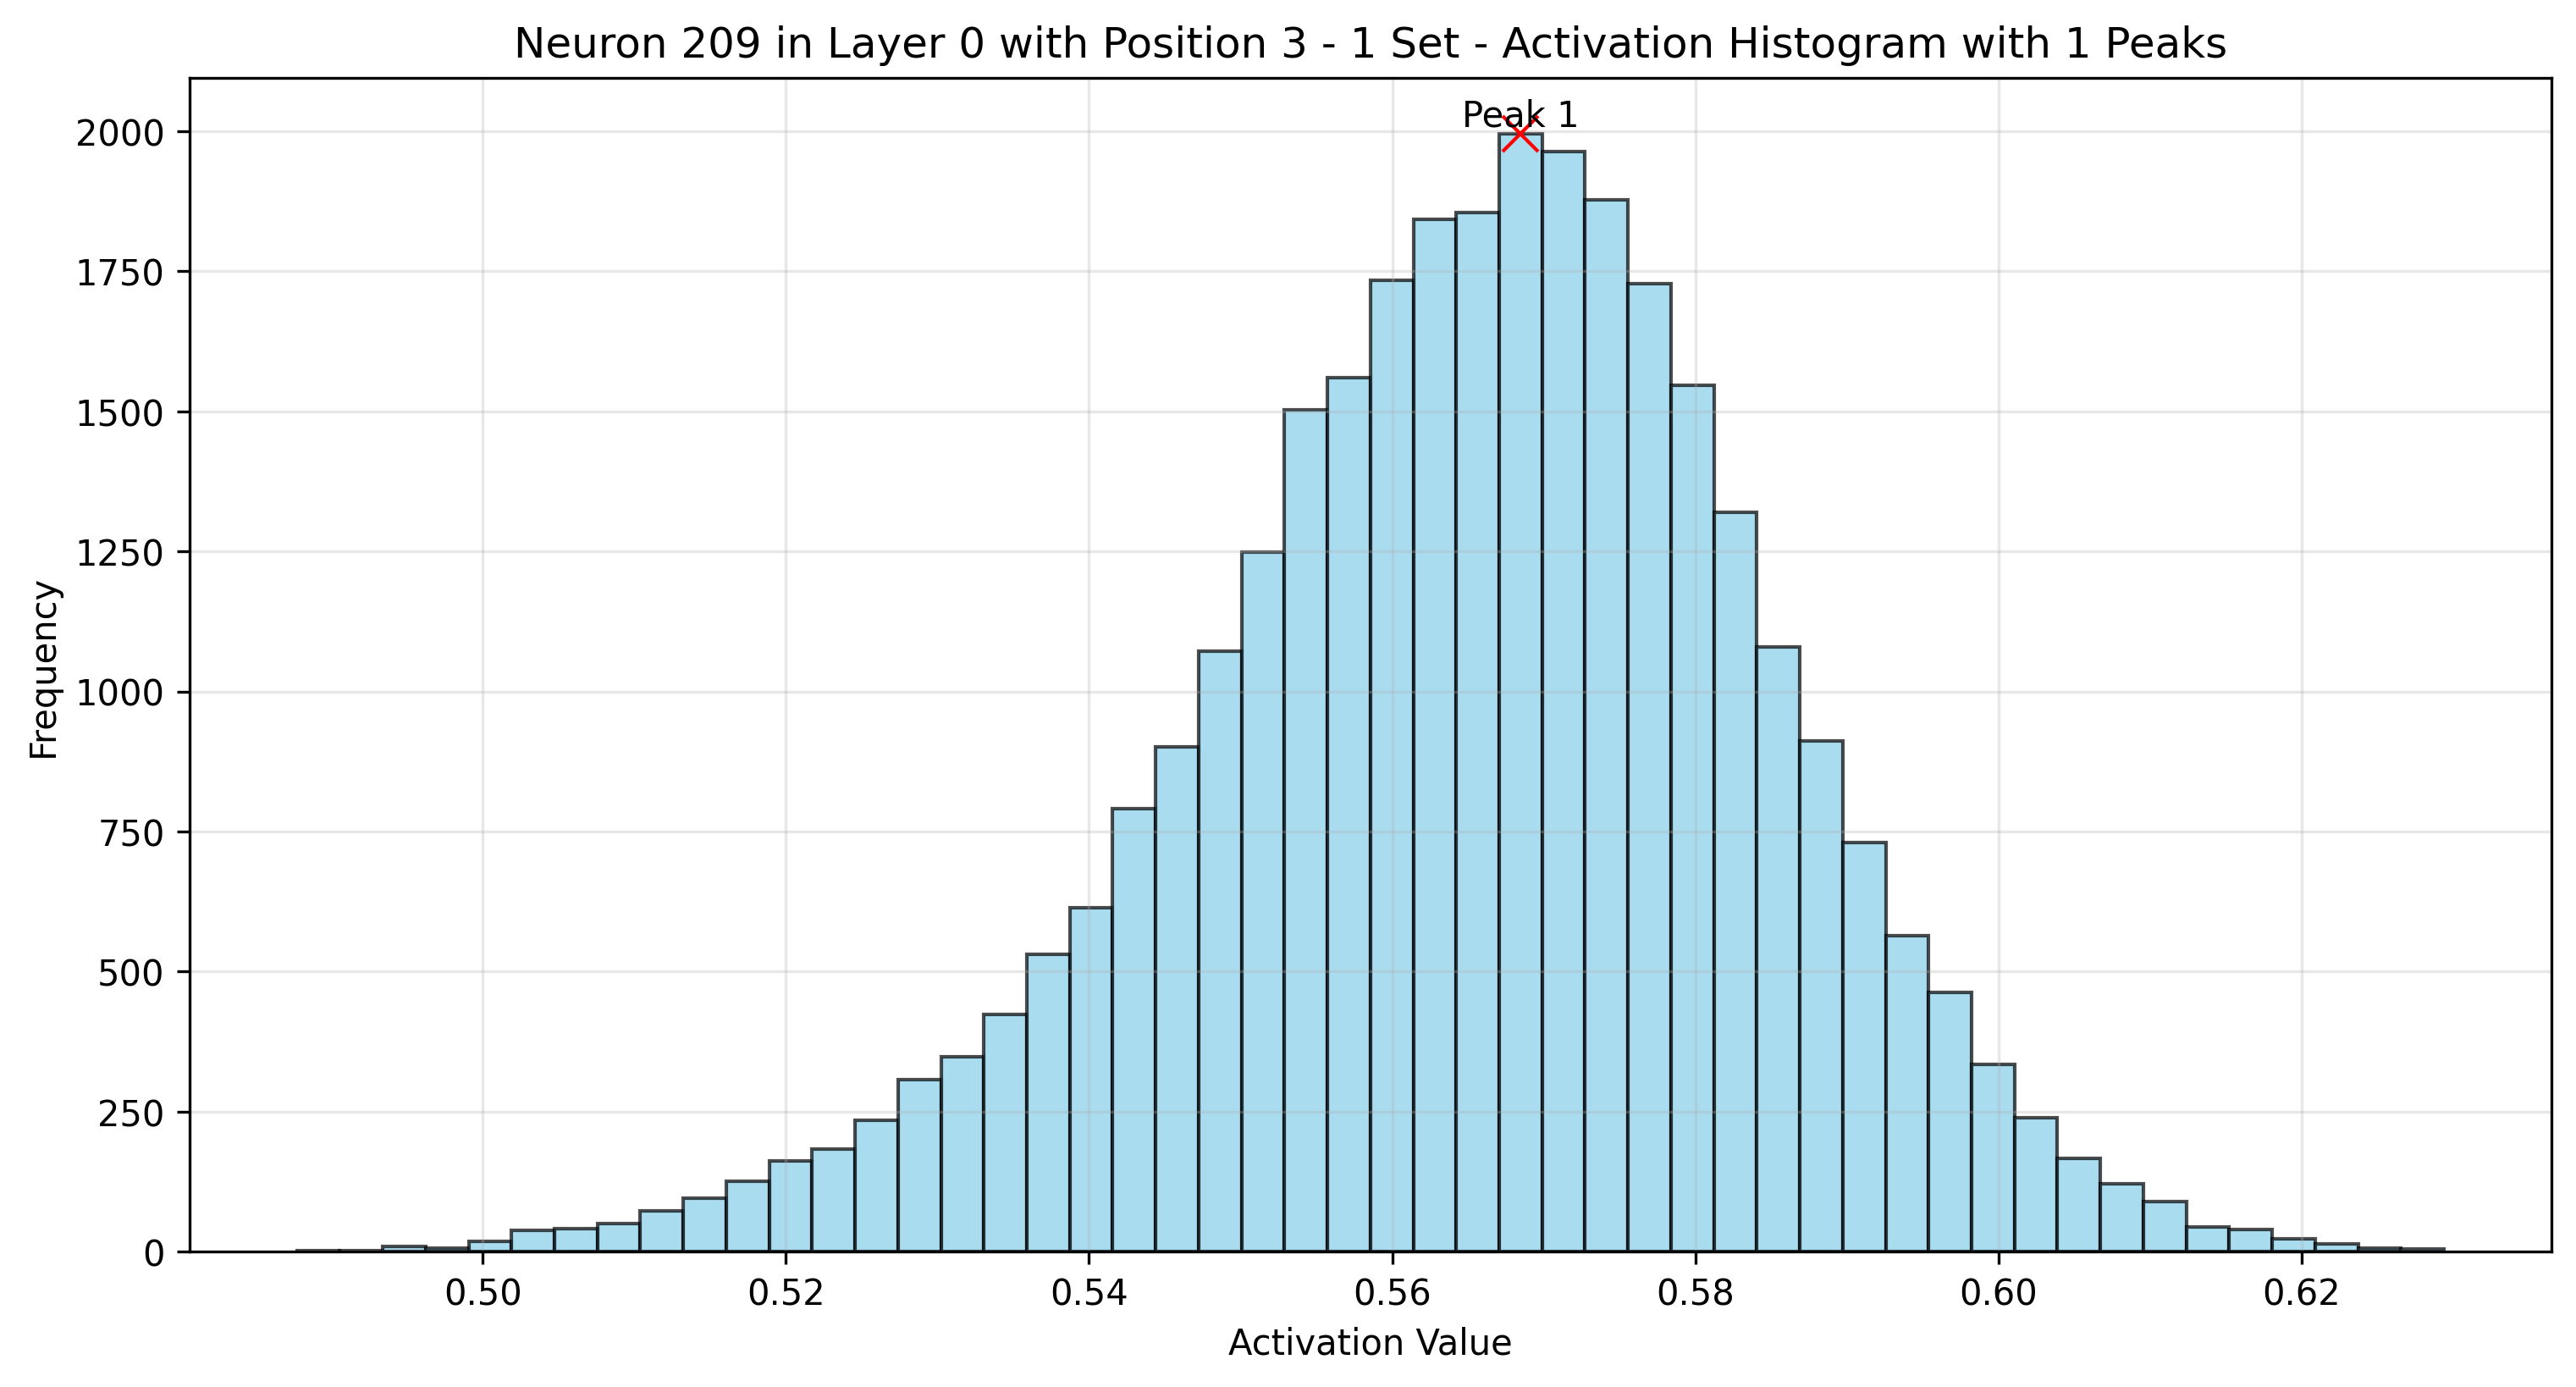 Neuron 209 in Layer 0 with Position 3 - 1 Set - Activation Histogram with 1 Peaks
Peak 1
2000
1750
1500
1250
1000
750
500
250
0
Frequency
0.50 0.52 0.54 0.56 0.58 0.60 0.62
Activation Value